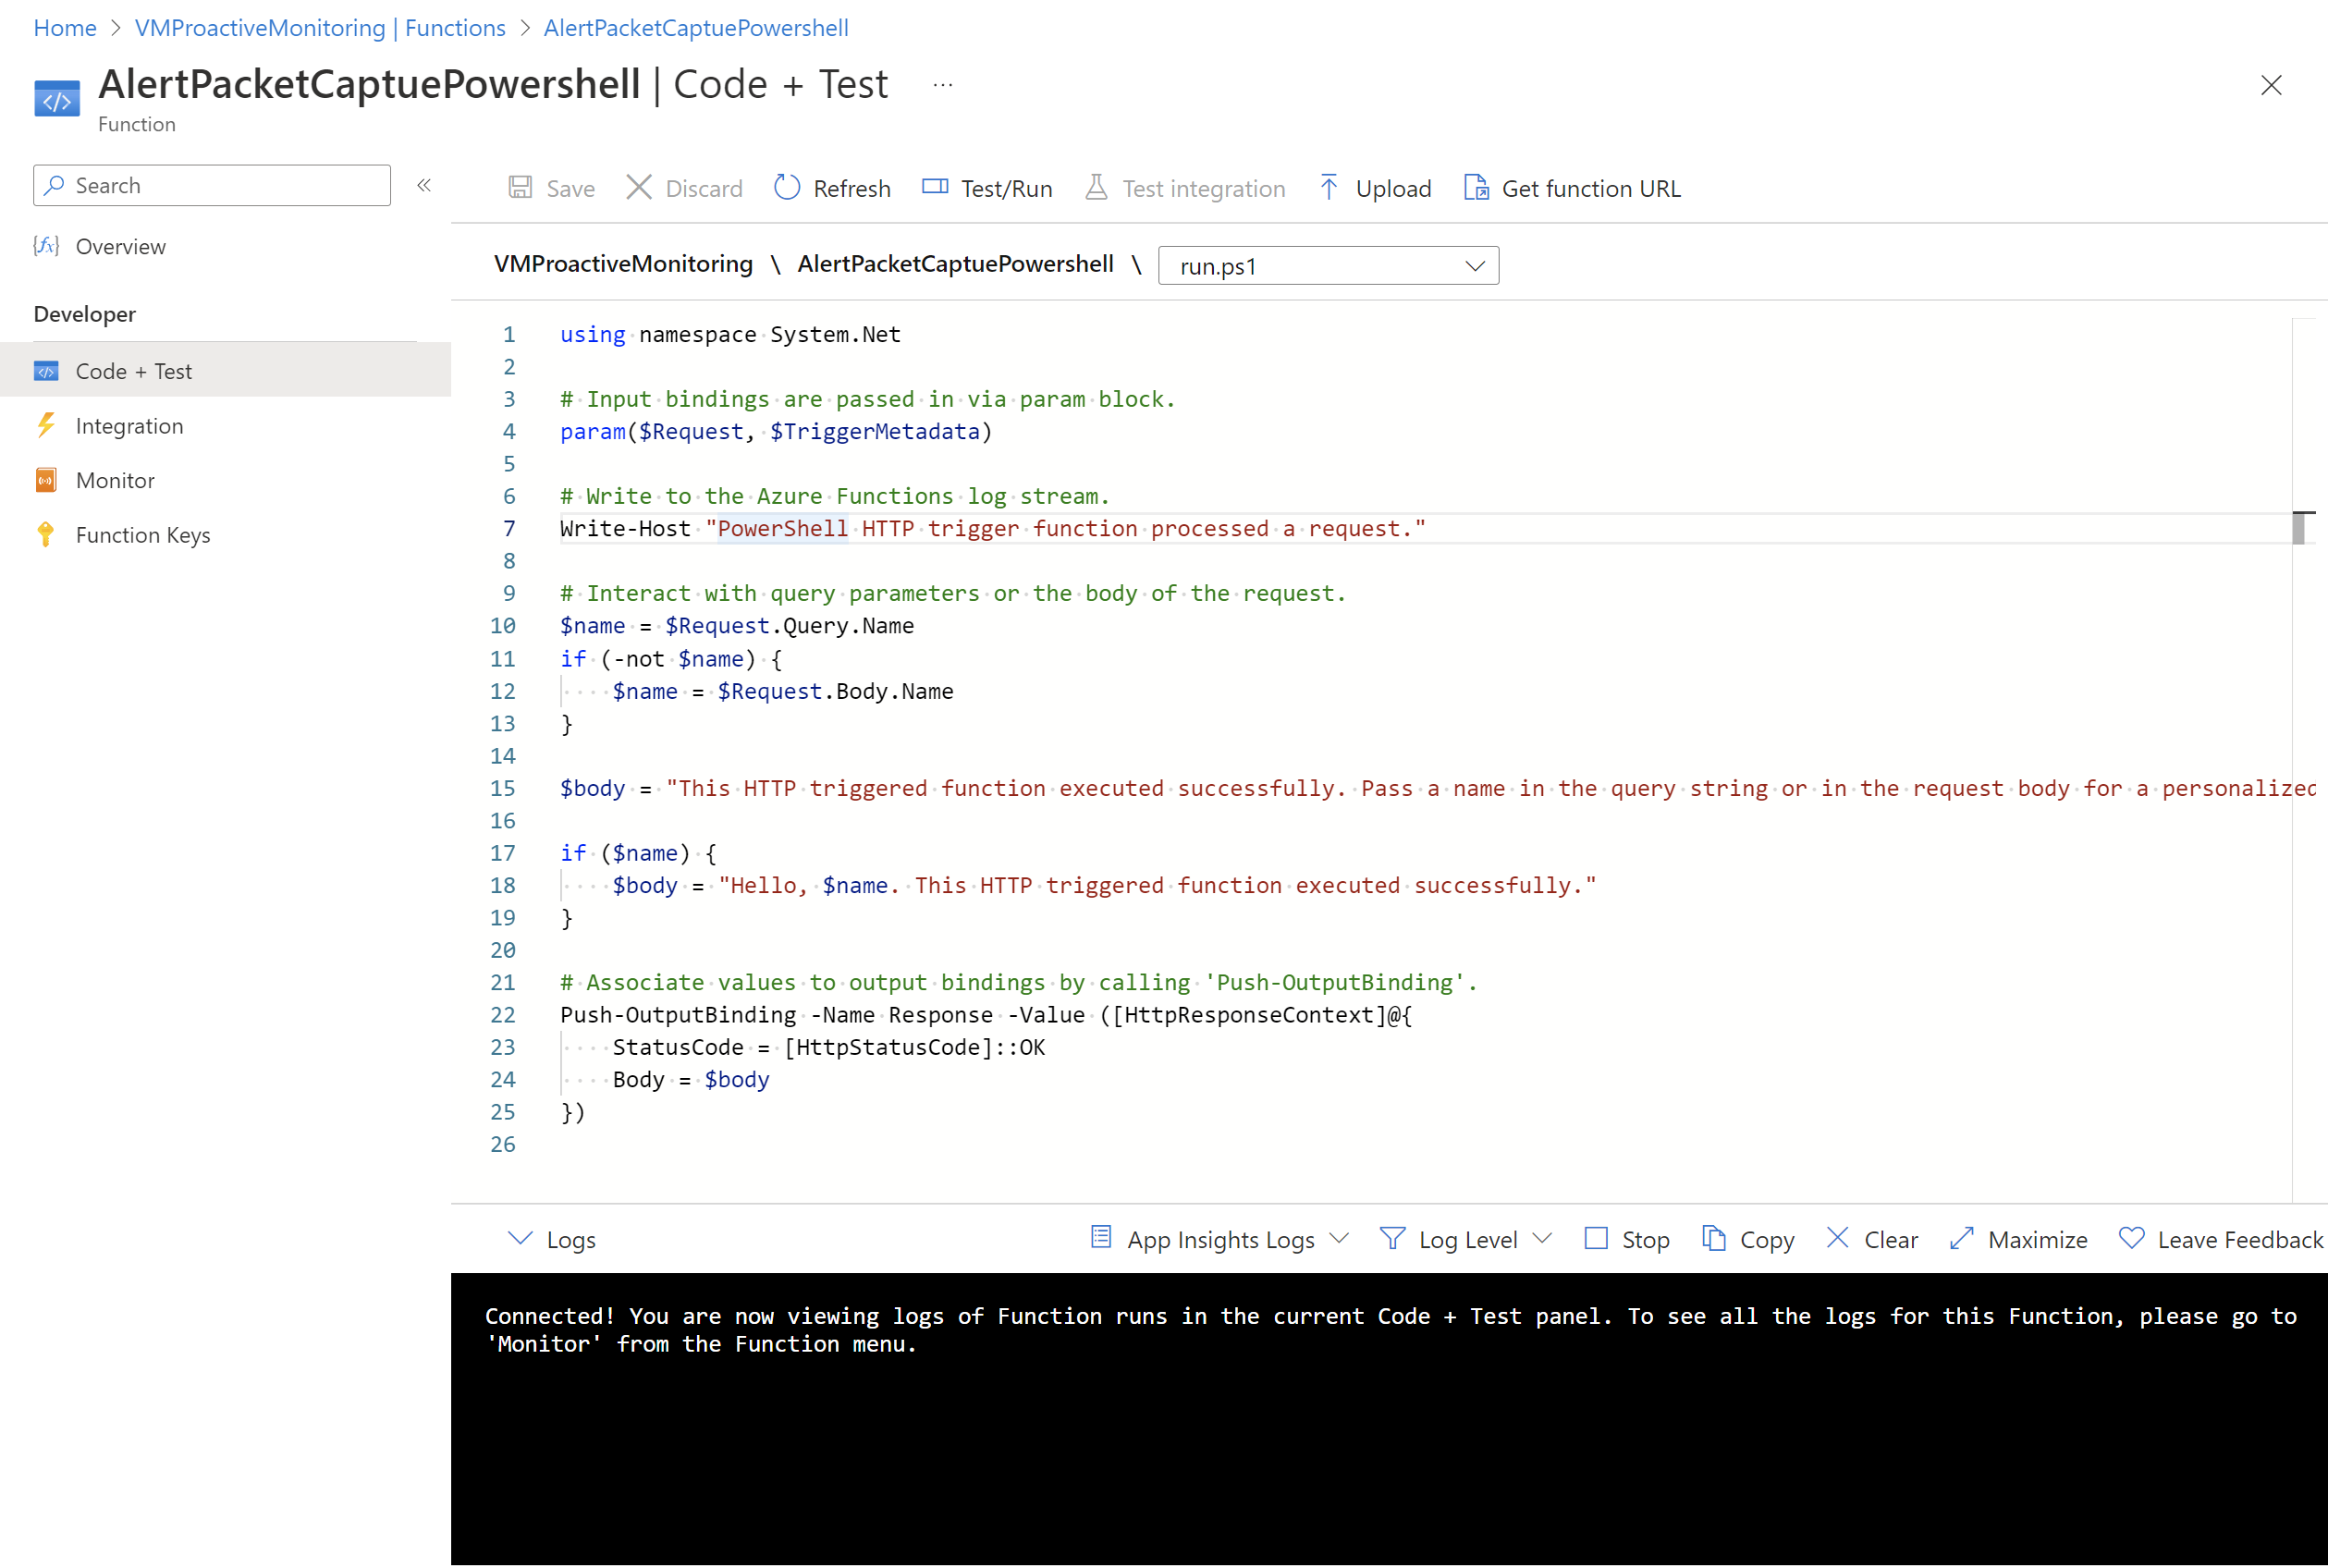 Home > VMProactiveMonitoring | Functions > AlertPacketCaptuePowershell
AlertPacketCaptuePowershell | Code + Test ...
Function
Search «
Save Discard Refresh Test/Run Test integration Upload Get function URL
{fx} Overview
Developer
Code + Test
Integration
Monitor
Function Keys
VMProactiveMonitoring \ AlertPacketCaptuePowershell \ run.ps1
1 using namespace System.Net
2
3 # Input bindings are passed in via param block.
4 param($Request, $TriggerMetadata)
5
6 # Write to the Azure Functions log stream.
7 Write-Host "PowerShell HTTP trigger function processed a request."
8
9 # Interact with query parameters or the body of the request.
10 $name = $Request.Query.Name
11 if (-not $name) {
12     $name = $Request.Body.Name
13 }
14
15 $body = "This HTTP triggered function executed successfully. Pass a name in the query string or in the request body for a personalized
16
17 if ($name) {
18     $body = "Hello, $name. This HTTP triggered function executed successfully."
19 }
20
21 # Associate values to output bindings by calling 'Push-OutputBinding'.
22 Push-OutputBinding -Name Response -Value ([HttpResponseContext]@{
23     StatusCode = [HttpStatusCode]::OK
24     Body = $body
25 })
26
Logs App Insights Logs Log Level Stop Copy Clear Maximize Leave Feedback
Connected! You are now viewing logs of Function runs in the current Code + Test panel. To see all the logs for this Function, please go to
'Monitor' from the Function menu.